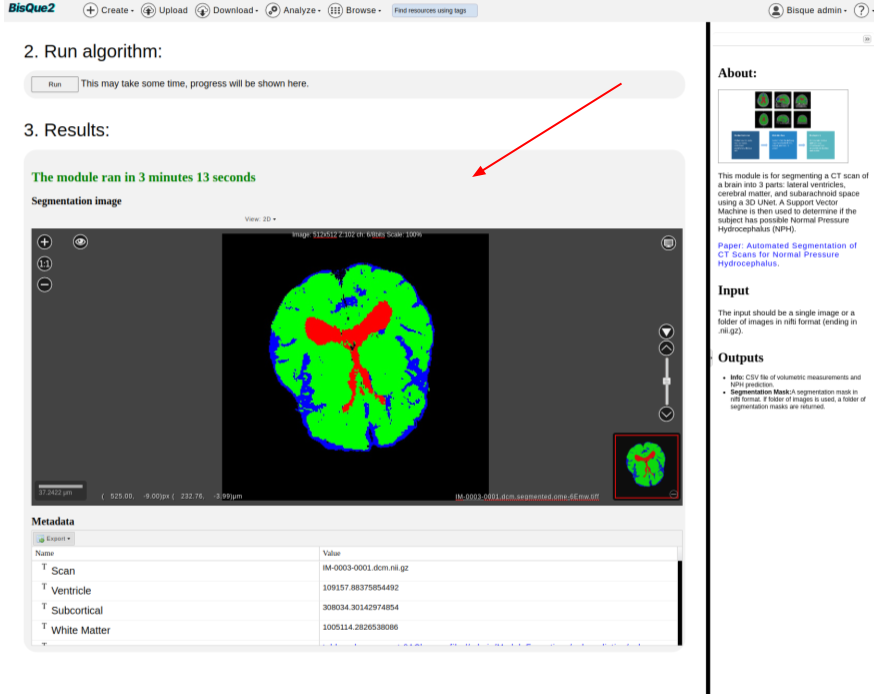 BisQue2 Create Upload Download Analyze Browse Find resources using tags Bisque admin ?
2. Run algorithm:
Run This may take some time, progress will be shown here.
3. Results:
The module ran in 3 minutes 13 seconds
Segmentation image
View: 2D
Image: 512x512 Z:102 ch: 6/8bits Scale: 100%
1:1
37.2422 µm
( 525.00, -9.00)px ( 232.76, -3.99)µm
IM-0003-0001.dcm.segmented.ome-6Emw.tiff
Metadata
Export
Name Value
T Scan IM-0003-0001.dcm.nii.gz
T Ventricle 109157.88375854492
T Subcortical 308034.30142974854
T White Matter 1005114.2826538086
About:
This module is for segmenting a CT scan of
a brain into 3 parts: lateral ventricles,
cerebral matter, and subarachnoid space
using a 3D UNet. A Support Vector
Machine is then used to determine if the
subject has possible Normal Pressure
Hydrocephalus (NPH).
Paper: Automated Segmentation of
CT Scans for Normal Pressure
Hydrocephalus.
Input
The input should be a single image or a
folder of images in nifti format (ending in
.nii.gz).
Outputs
Info: CSV file of volumetric measurements and
NPH prediction.
Segmentation Mask:A segmentation mask in
nifti format. If folder of images is used, a folder of
segmentation masks are returned.